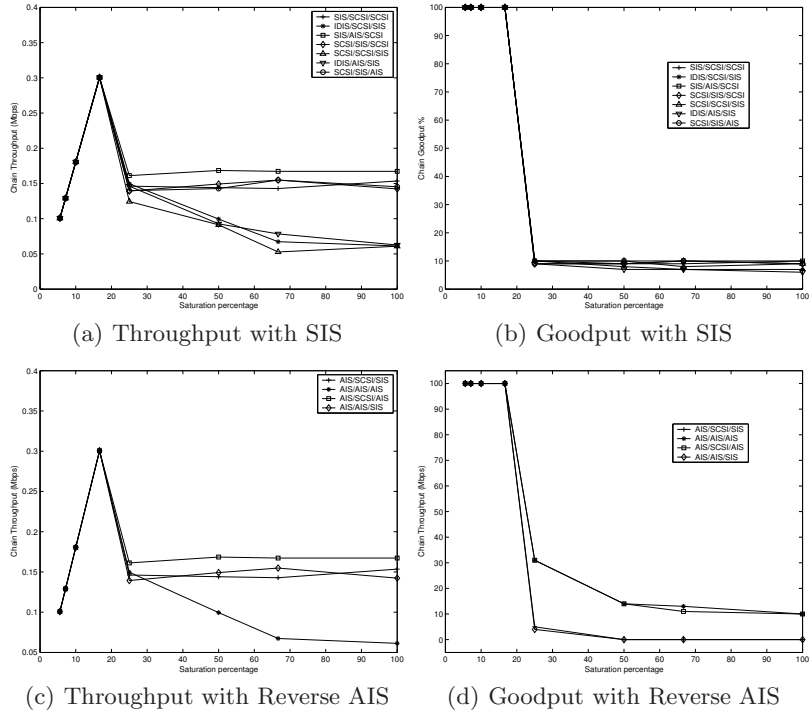 0.4
0.35
0.3
0.25
0.2
0.15
0.1
0.05
0
Chain Throughput (Mbps)
SIS/SCSI/SCSI
IDIS/SCSI/SIS
SIS/AIS/SCSI
SCSI/SIS/SCSI
SCSI/SCSI/SIS
IDIS/AIS/SIS
SCSI/SIS/AIS
0 10 20 30 40 50 60 70 80 90 100
Saturation percentage
(a) Throughput with SIS
100
90
80
70
60
50
40
30
20
10
0
Chain Goodput %
SIS/SCSI/SCSI
IDIS/SCSI/SIS
SIS/AIS/SCSI
SCSI/SIS/SCSI
SCSI/SCSI/SIS
IDIS/AIS/SIS
SCSI/SIS/AIS
0 10 20 30 40 50 60 70 80 90 100
Saturation percentage
(b) Goodput with SIS
0.4
0.35
0.3
0.25
0.2
0.15
0.1
0.05
Chain Throughput (Mbps)
AIS/SCSI/SIS
AIS/AIS/AIS
AIS/SCSI/AIS
AIS/AIS/SIS
0 10 20 30 40 50 60 70 80 90 100
Saturation percentage
(c) Throughput with Reverse AIS
100
90
80
70
60
50
40
30
20
10
0
Chain Throughput (Mbps)
AIS/SCSI/SIS
AIS/AIS/AIS
AIS/SCSI/AIS
AIS/AIS/SIS
0 10 20 30 40 50 60 70 80 90 100
Saturation percentage
(d) Goodput with Reverse AIS